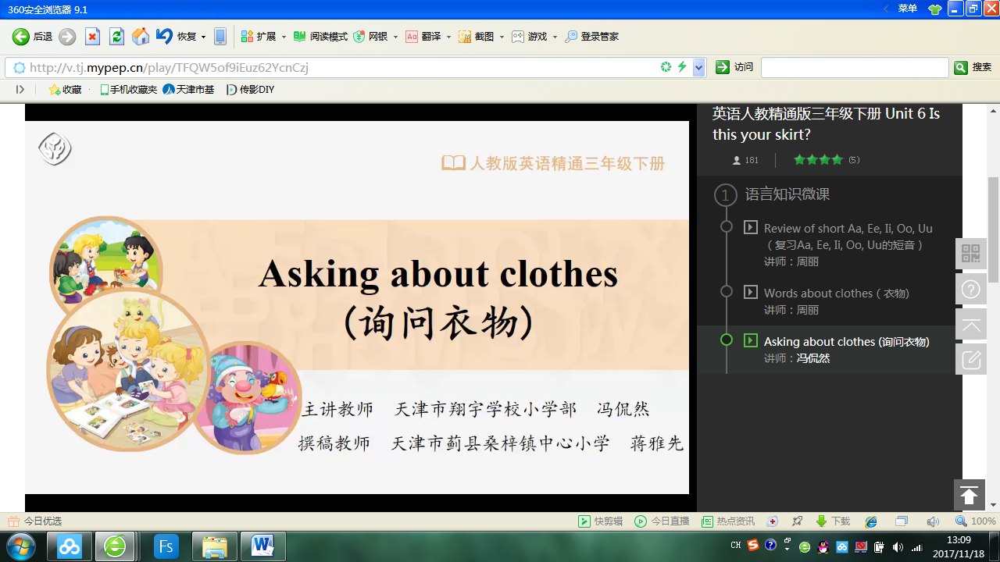 360安全浏览器 9.1
菜单
后退
恢复
扩展
阅读模式
网银
翻译
截图
游戏
登录管家
http://v.tj.mypep.cn/play/TFQW5of9iEuz62YcnCzj
访问
搜索
收藏
手机收藏夹
天津市基
传影DIY
人教版英语精通三年级下册
Asking about clothes
(询问衣物)
主讲教师 天津市翔宇学校小学部 冯侃然
撰稿教师 天津市蓟县桑梓镇中心小学 蒋雅先
英语人教精通版三年级下册 Unit 6 Is
this your skirt?
181
(5)
1 语言知识微课
Review of short Aa, Ee, Ii, Oo, Uu
（复习Aa, Ee, Ii, Oo, Uu的短音）
讲师：周丽
Words about clothes（衣物)
讲师：周丽
Asking about clothes (询问衣物)
讲师：冯侃然
今日优选
快剪辑
今日直播
热点资讯
下载
100%
Fs
CH
13:09
2017/11/18